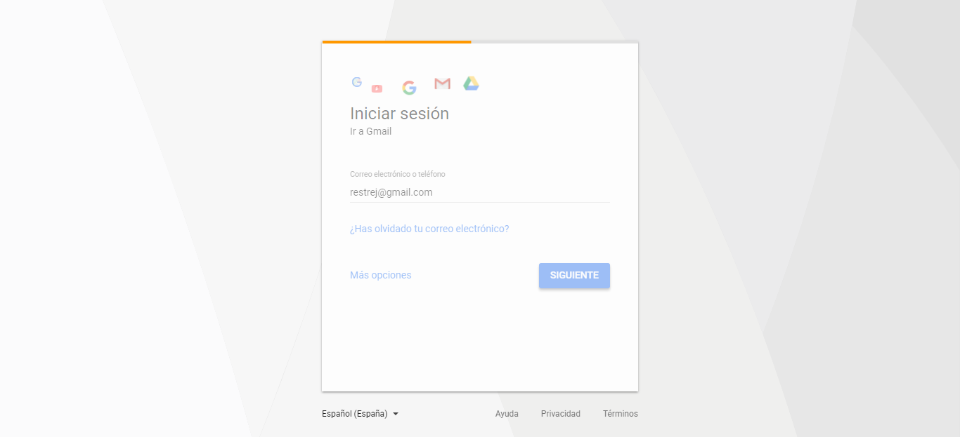 Iniciar sesión
Ir a Gmail
Correo electrónico o teléfono
restrej@gmail.com
¿Has olvidado tu correo electrónico?
Más opciones
SIGUIENTE
Español (España)
Ayuda
Privacidad
Términos